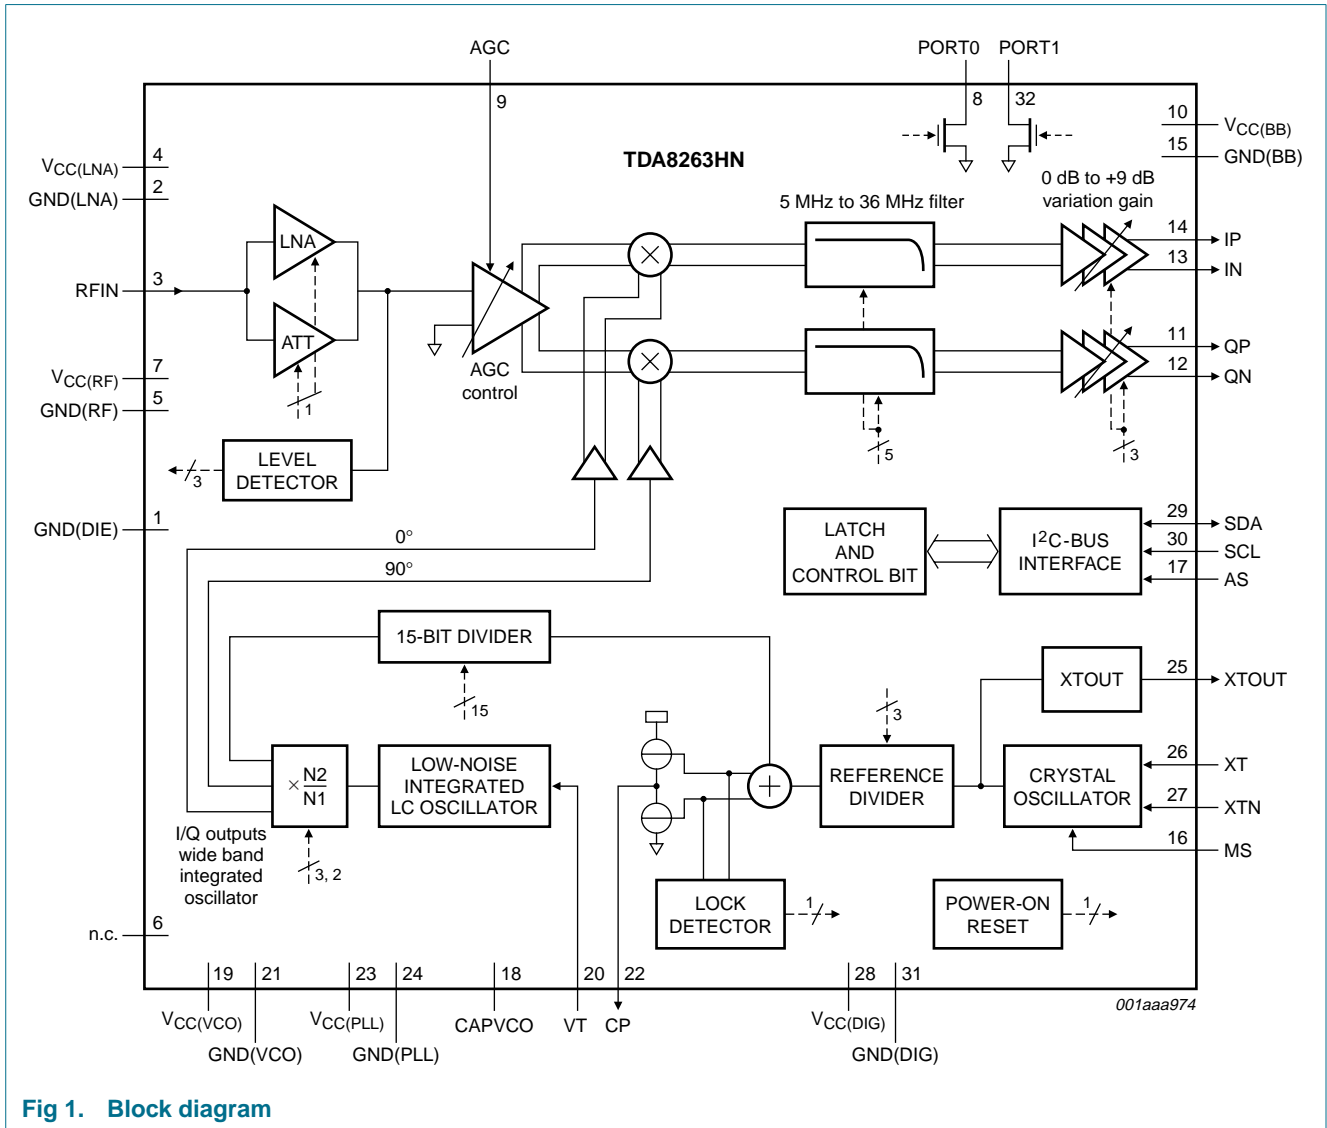 AGC
PORT0
PORT1
9
8
32
10
VCC(BB)
15
GND(BB)
TDA8263HN
4
VCC(LNA)
2
GND(LNA)
0 dB to +9 dB
variation gain
5 MHz to 36 MHz filter
LNA
14
IP
13
IN
3
RFIN
ATT
AGC
control
11
QP
12
QN
7
VCC(RF)
5
GND(RF)
1
5
3
LEVEL
DETECTOR
3
1
GND(DIE)
0°
90°
LATCH
AND
CONTROL BIT
I2C-BUS
INTERFACE
29
SDA
30
SCL
17
AS
15-BIT DIVIDER
15
XTOUT
25
XTOUT
3
× N2
N1
LOW-NOISE
INTEGRATED
LC OSCILLATOR
+
REFERENCE
DIVIDER
CRYSTAL
OSCILLATOR
26
XT
27
XTN
16
MS
I/Q outputs
wide band
integrated
oscillator
3, 2
LOCK
DETECTOR
1
POWER-ON
RESET
1
6
n.c.
19
21
23
24
18
20
22
28
31
001aaa974
VCC(VCO)
GND(VCO)
VCC(PLL)
GND(PLL)
CAPVCO
VT
CP
VCC(DIG)
GND(DIG)
Fig 1. Block diagram